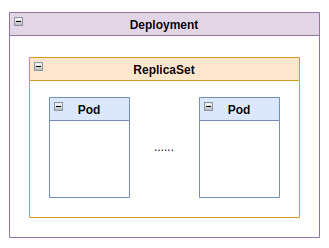 Deployment
ReplicaSet
Pod
......
Pod